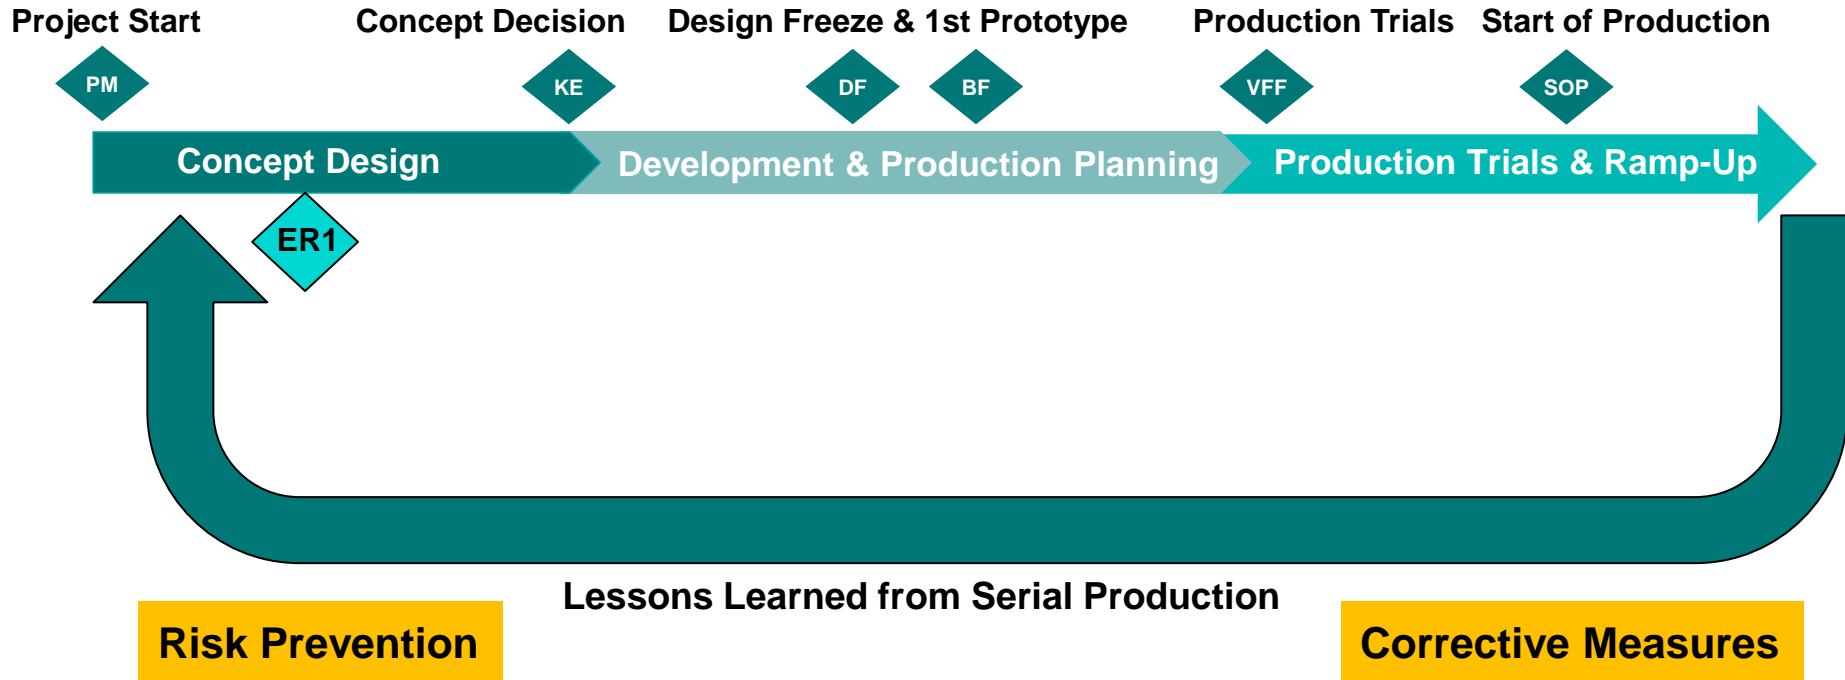 Project Start
Concept Decision
Design Freeze & 1st Prototype
Production Trials
Start of Production
PM
KE
DF
BF
VFF
SOP
Concept Design
Development & Production Planning
Production Trials & Ramp-Up
ER1
Lessons Learned from Serial Production
Risk Prevention
Corrective Measures